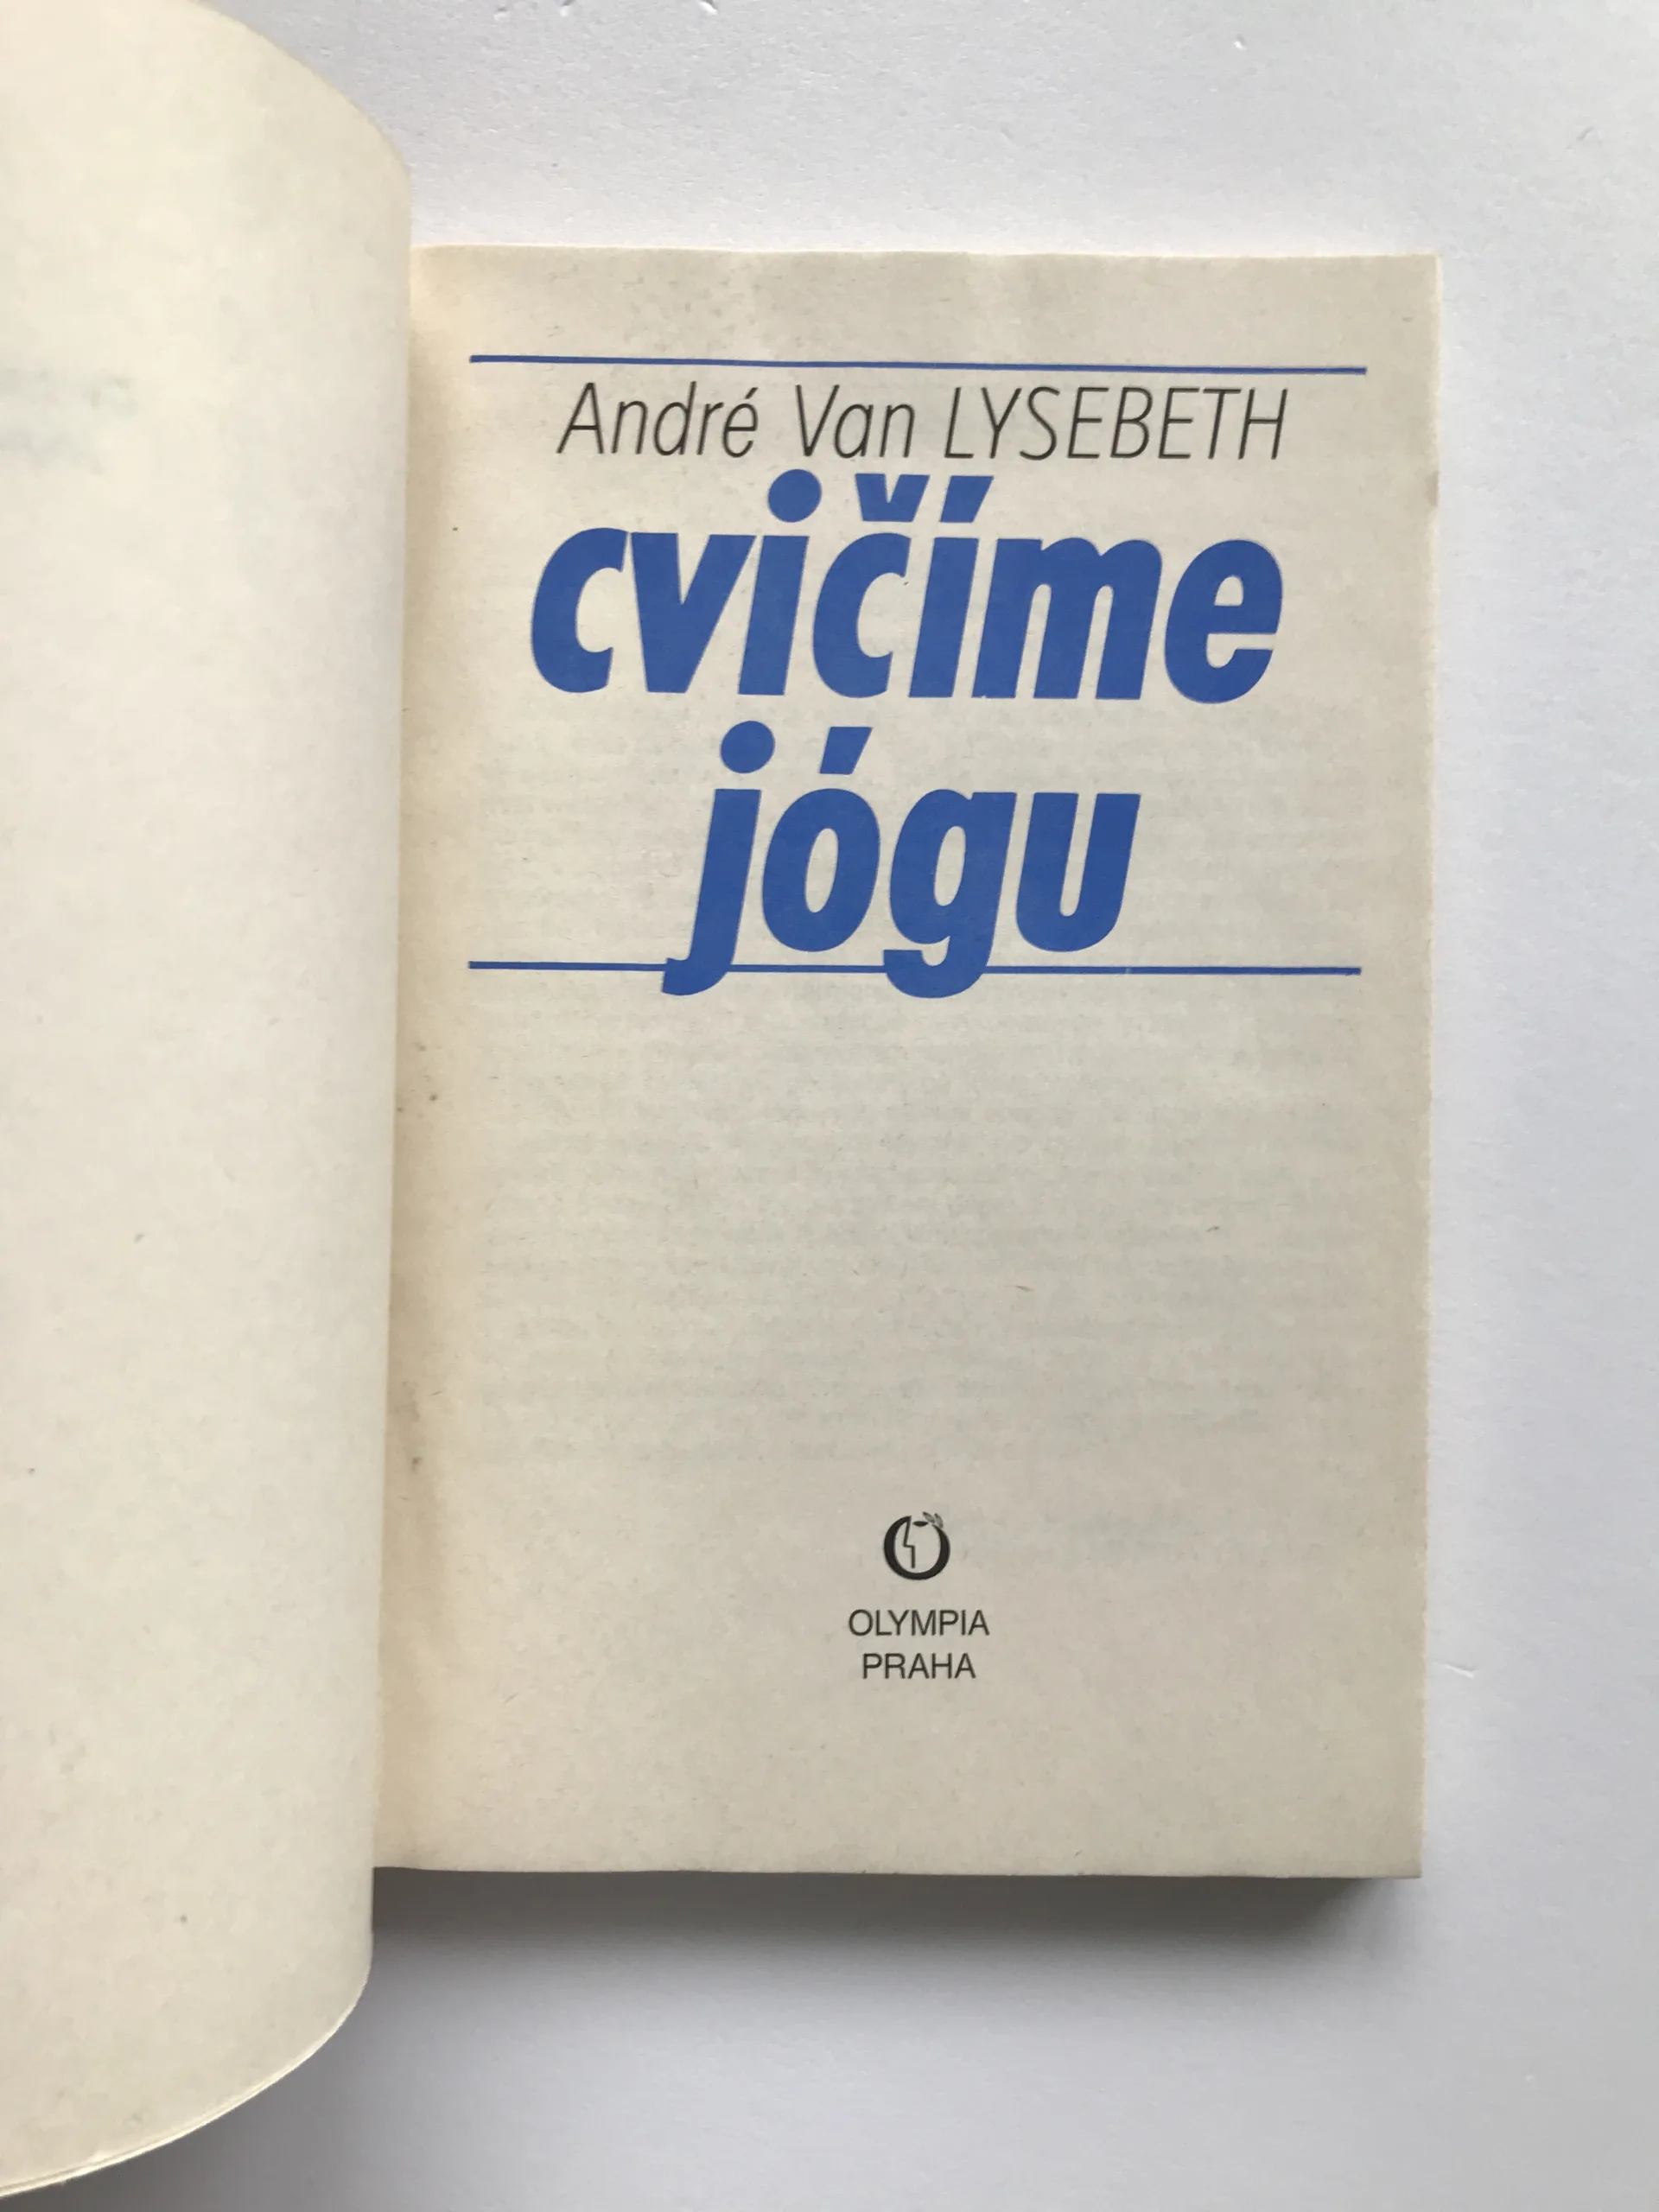 André Van LYSEBETH
cvičíme
jógu
OLYMPIA
PRAHA